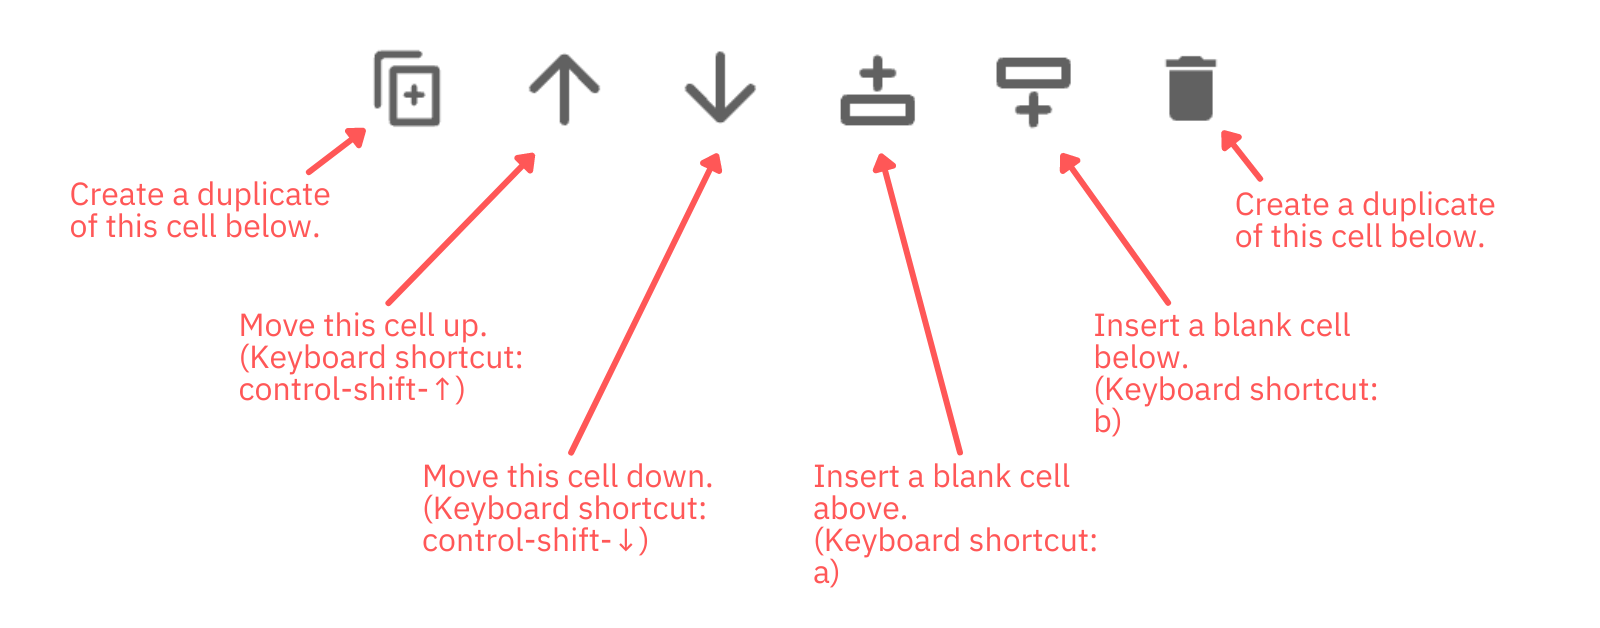 Create a duplicate
of this cell below.
Move this cell up.
(Keyboard shortcut:
control-shift-↑)
Move this cell down.
(Keyboard shortcut:
control-shift-↓)
Insert a blank cell
above.
(Keyboard shortcut:
a)
Insert a blank cell
below.
(Keyboard shortcut:
b)
Create a duplicate
of this cell below.